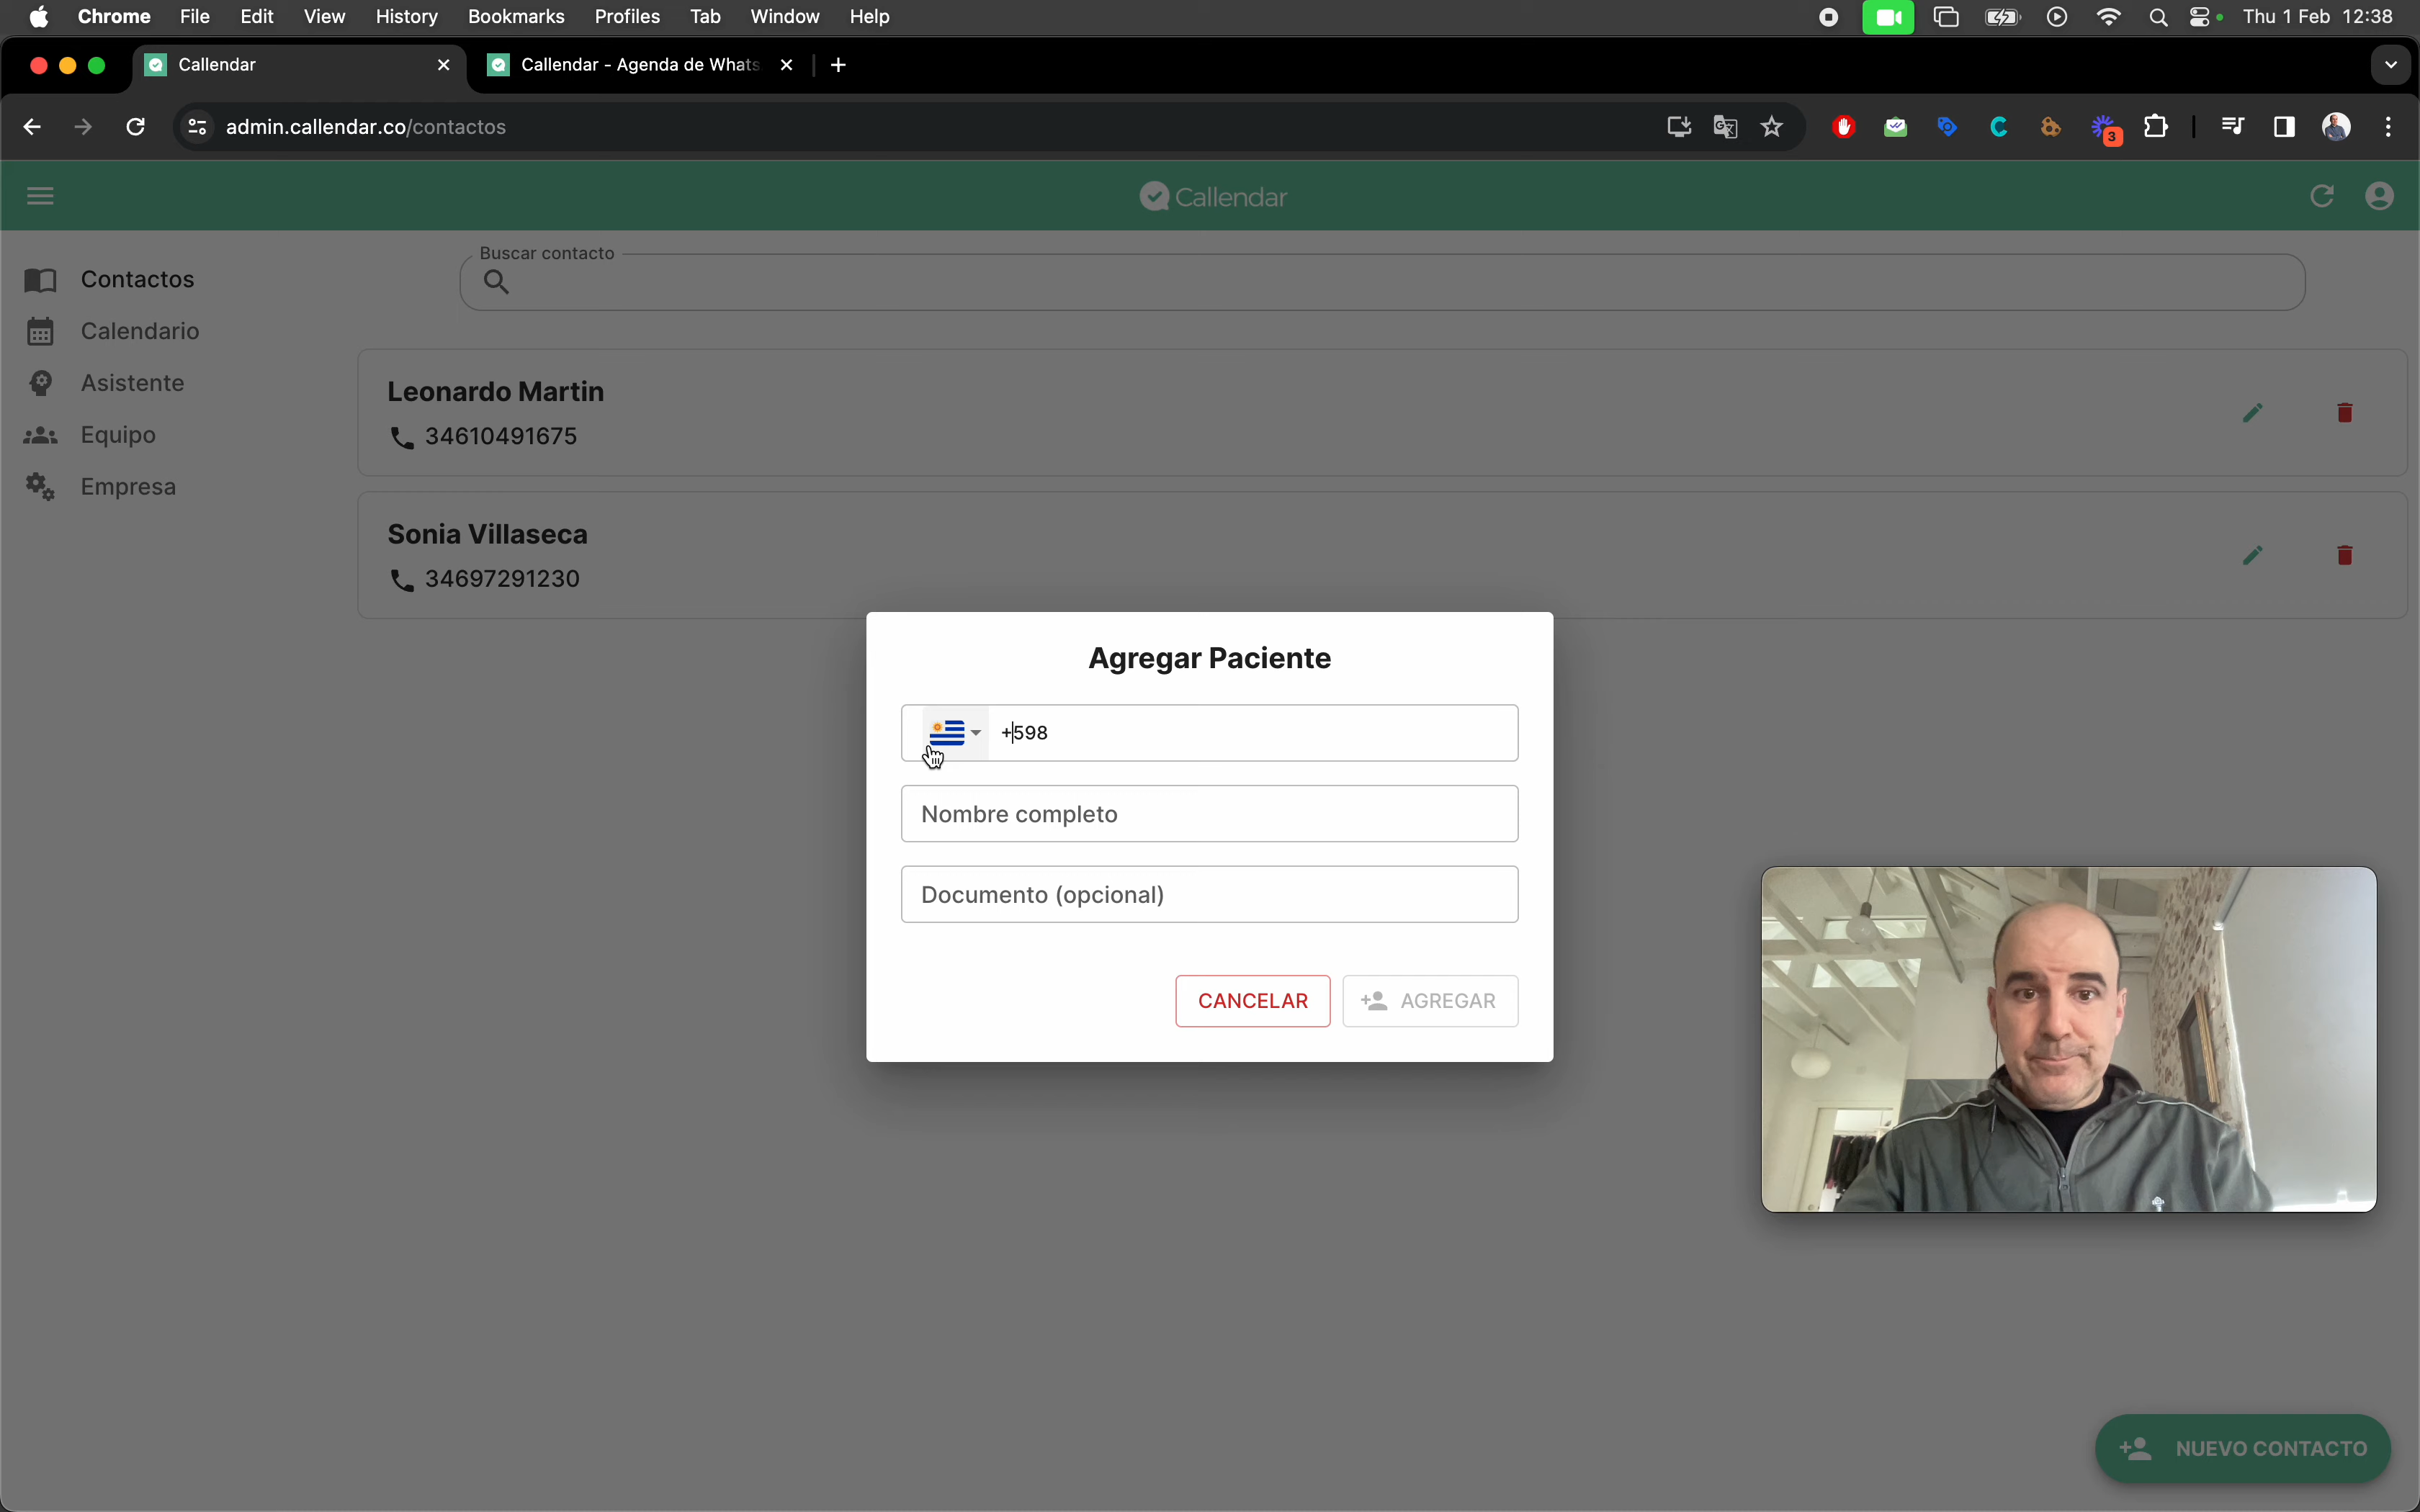 Chrome File Edit View History Bookmarks Profiles Tab Window Help Thu 1 Feb 12:38
Callendar Callendar - Agenda de Whats
admin.callendar.co/contactos 3
Callendar
Contactos
Calendario
Asistente
Equipo
Empresa
Buscar contacto
Leonardo Martin
34610491675
Sonia Villaseca
34697291230
Agregar Paciente
+598
Nombre completo
Documento (opcional)
CANCELAR AGREGAR
NUEVO CONTACTO